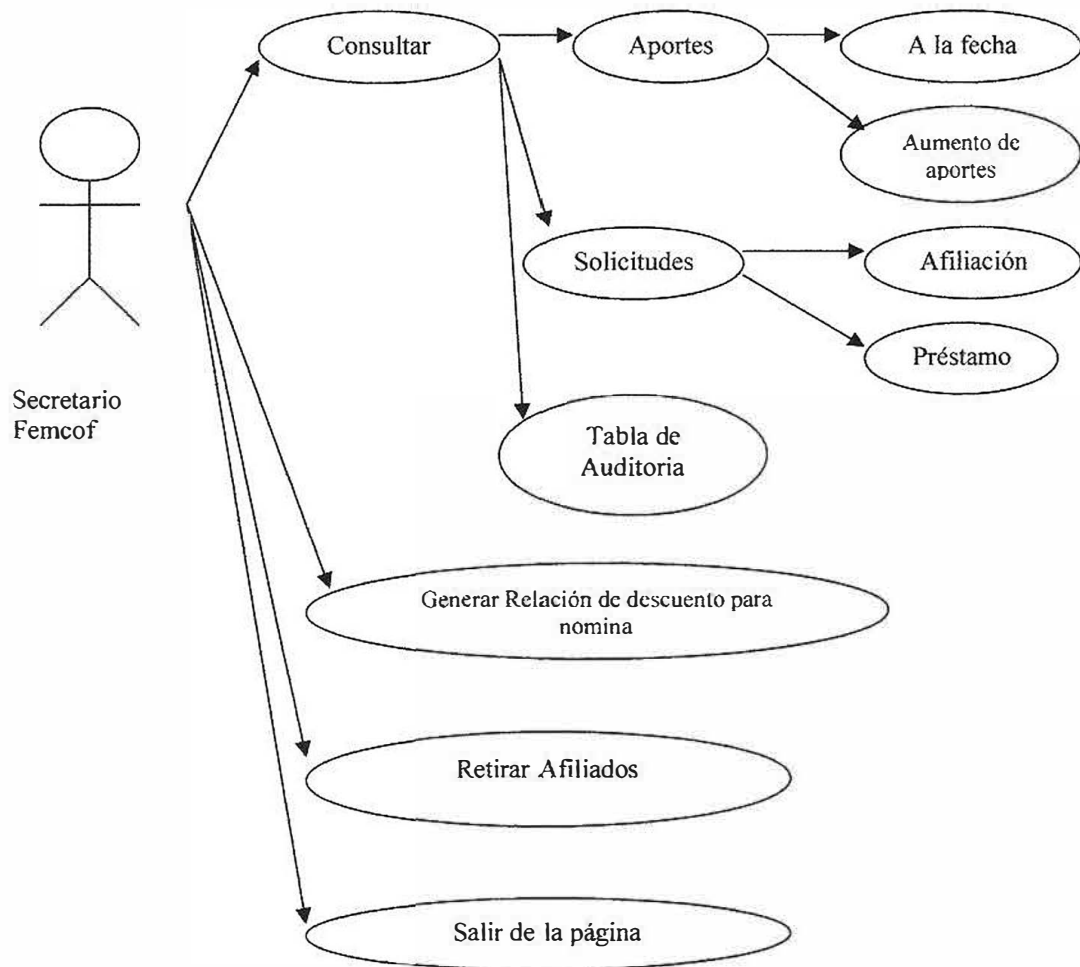 Consultar
Aportes
A la fecha
Aumento de
aportes
Solicitudes
Afiliación
Préstamo
Secretario
Femcof
Tabla de
Auditoria
Generar Relación de descuento para
nomina
Retirar Afiliados
Salir de la página